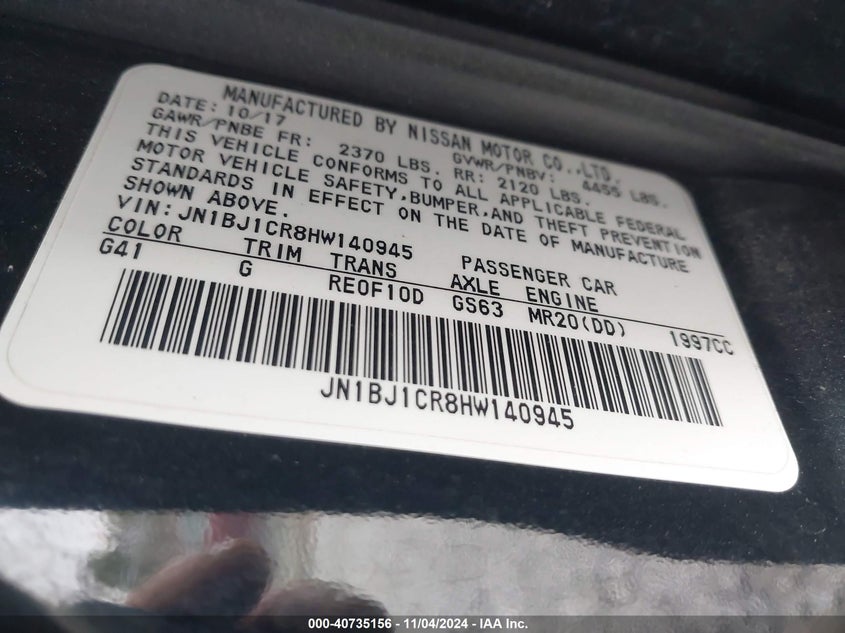 MANUFACTURED BY NISSAN MOTOR CO.,LTD.
DATE: 10/17 GVWR/PNBV: 4455 LBS.
GAWR/PNBE FR: 2370 LBS. RR: 2120 LBS.
THIS VEHICLE CONFORMS TO ALL APPLICABLE FEDERAL
MOTOR VEHICLE SAFETY,BUMPER,AND THEFT PREVENTION
STANDARDS IN EFFECT ON THE DATE OF MANUFACTURE
SHOWN ABOVE.
VIN: JN1BJ1CR8HW140945 PASSENGER CAR
COLOR TRIM TRANS AXLE ENGINE
G41 G RE0F10D GS63 MR20(DD) 1997CC
JN1BJ1CR8HW140945
000-40735156 - 11/04/2024 - IAA Inc.